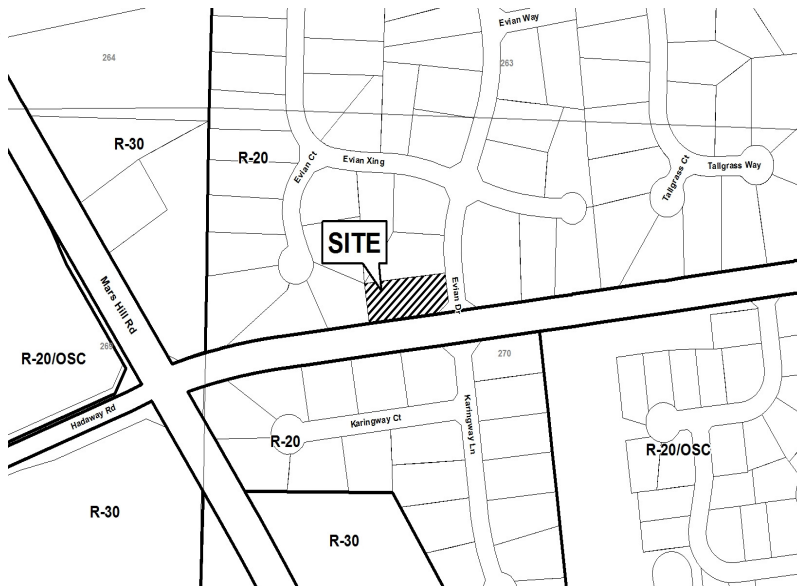 Evian Way
264
263
R-30
R-20
Evian Ct
Evian Xing
Tallgrass Ct
Tallgrass Way
SITE
Mars Hill Rd
Evian Dr
269
R-20/OSC
270
Hadaway Rd
Karingway Ct
Karingway Ln
R-20
R-20/OSC
R-30
R-30